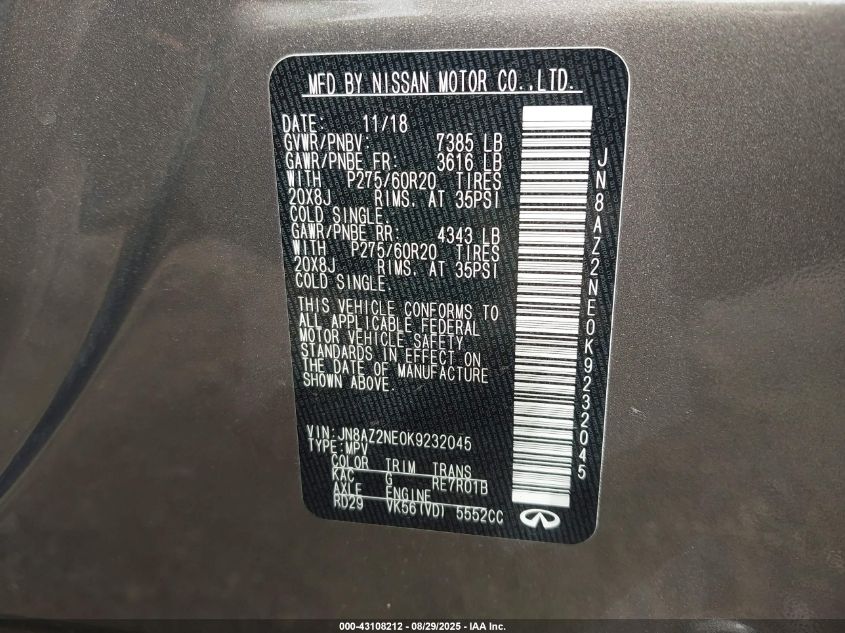 MFD BY NISSAN MOTOR CO.,LTD.
DATE: 11/18
GVWR/PNBV: 7385 LB
GAWR/PNBE FR: 3616 LB
WITH P275/60R20 TIRES
20X8J RIMS. AT 35PSI
COLD SINGLE.
GAWR/PNBE RR: 4343 LB
WITH P275/60R20 TIRES
20X8J RIMS. AT 35PSI
COLD SINGLE
THIS VEHICLE CONFORMS TO
ALL APPLICABLE FEDERAL
MOTOR VEHICLE SAFETY
STANDARDS IN EFFECT ON
THE DATE OF MANUFACTURE
SHOWN ABOVE.
VIN:JN8AZ2NE0K9232045
TYPE:MPV
COLOR TRIM TRANS
KAC G RE7R01B
AXLE ENGINE
RD29 VK56(VD) 5552CC
JN8AZ2NE0K9232045
000-43108212 - 08/29/2025 - IAA Inc.